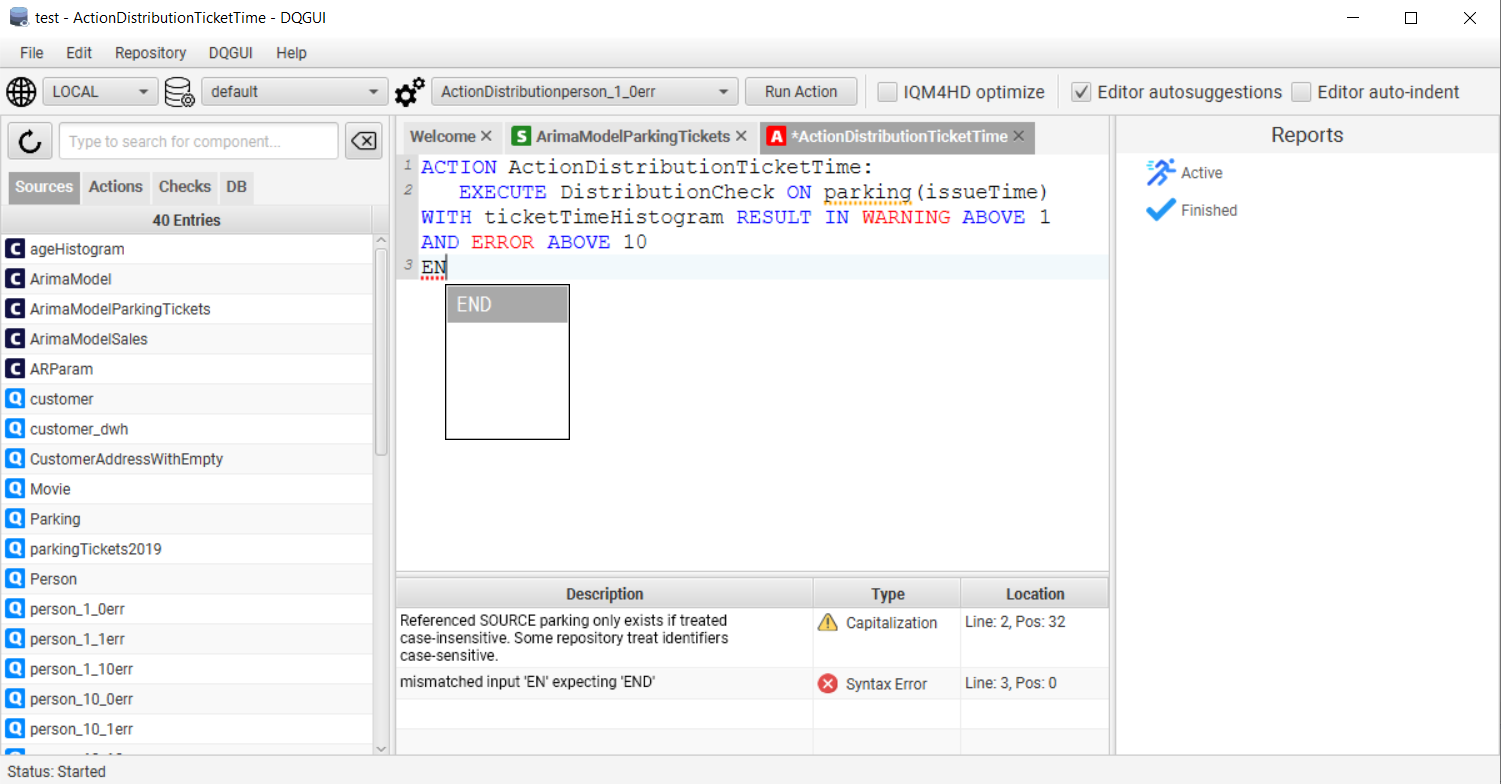 test - ActionDistributionTicketTime - DQGUI
File Edit Repository DQGUI Help
LOCAL default ActionDistributionperson_1_0err Run Action IQM4HD optimize Editor autosuggestions Editor auto-indent
Type to search for component...
Sources Actions Checks DB
40 Entries
C ageHistogram
C ArimaModel
C ArimaModelParkingTickets
C ArimaModelSales
C ARParam
Q customer
Q customer_dwh
Q CustomerAddressWithEmpty
Q Movie
Q Parking
Q parkingTickets2019
Q Person
Q person_1_0err
Q person_1_1err
Q person_1_10err
Q person_10_0err
Q person_10_1err
Welcome S ArimaModelParkingTickets A *ActionDistributionTicketTime
1 ACTION ActionDistributionTicketTime:
2 EXECUTE DistributionCheck ON parking(issueTime)
WITH ticketTimeHistogram RESULT IN WARNING ABOVE 1
AND ERROR ABOVE 10
3 EN
END
Description Type Location
Referenced SOURCE parking only exists if treated
case-insensitive. Some repository treat identifiers
case-sensitive.
Capitalization Line: 2, Pos: 32
mismatched input 'EN' expecting 'END' Syntax Error Line: 3, Pos: 0
Reports
Active
Finished
Status: Started